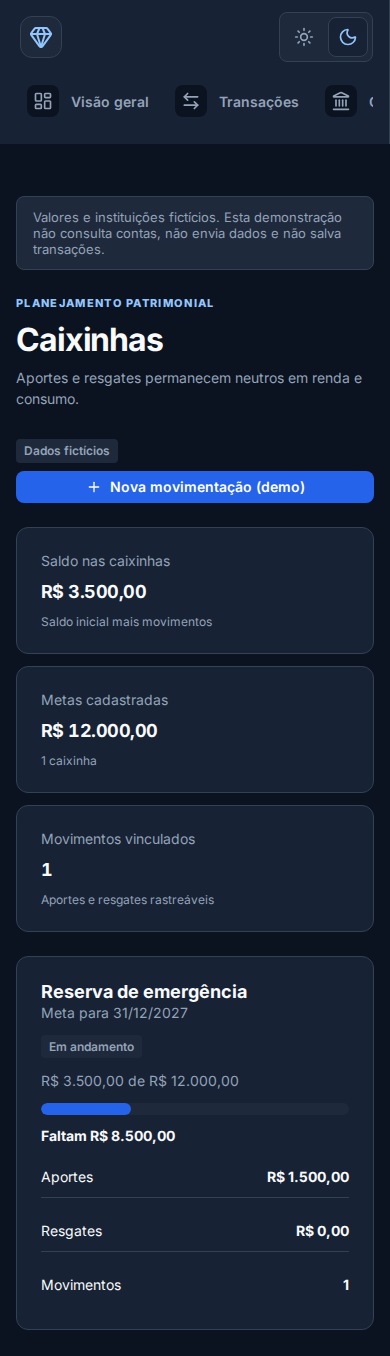 Visão geral
Transações
Valores e instituições fictícios. Esta demonstração
não consulta contas, não envia dados e não salva
transações.
PLANEJAMENTO PATRIMONIAL
Caixinhas
Aportes e resgates permanecem neutros em renda e
consumo.
Dados fictícios
+ Nova movimentação (demo)
Saldo nas caixinhas
R$ 3.500,00
Saldo inicial mais movimentos
Metas cadastradas
R$ 12.000,00
1 caixinha
Movimentos vinculados
1
Aportes e resgates rastreáveis
Reserva de emergência
Meta para 31/12/2027
Em andamento
R$ 3.500,00 de R$ 12.000,00
Faltam R$ 8.500,00
Aportes R$ 1.500,00
Resgates R$ 0,00
Movimentos 1